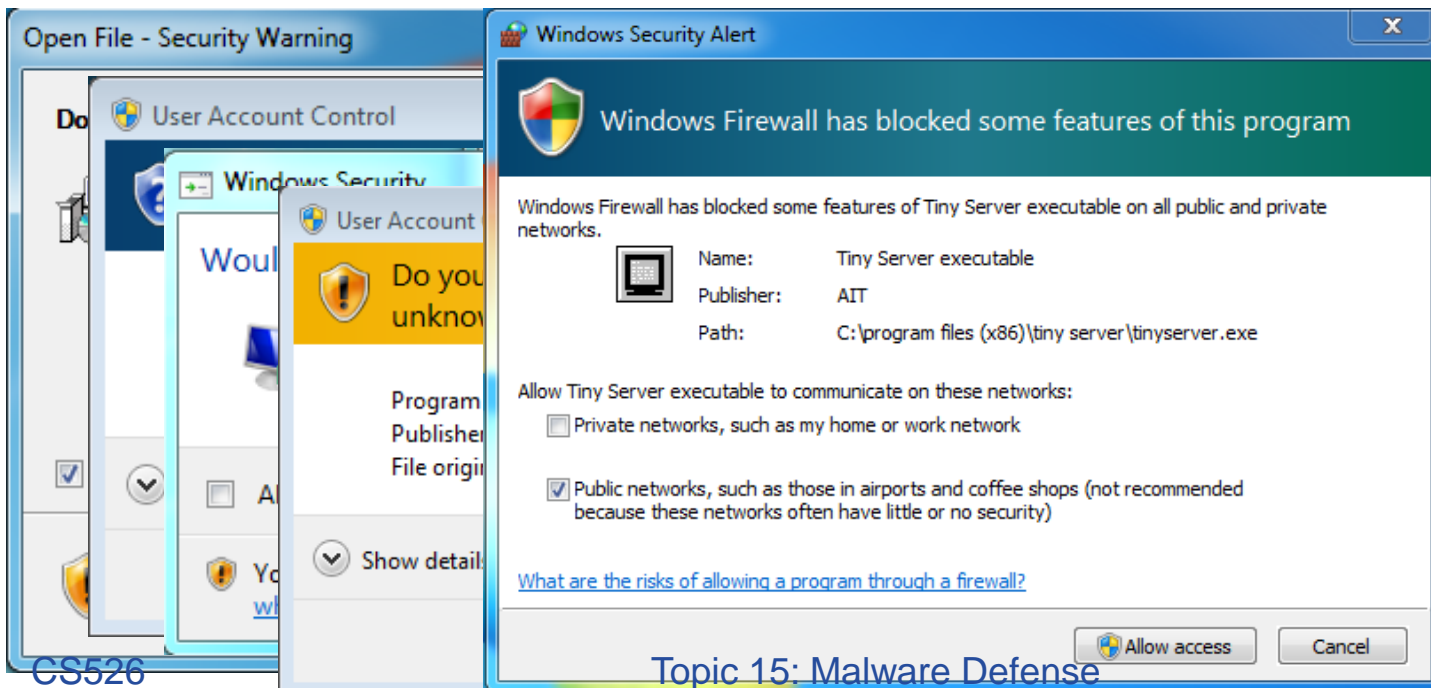 Open File - Security Warning
Do
User Account Control
Windows Security
Woul
Al
Yo
wh
User Account
Do you
unknow
Program
Publisher
File origin
Show details
Windows Security Alert
Windows Firewall has blocked some features of this program
Windows Firewall has blocked some features of Tiny Server executable on all public and private
networks.
Name: Tiny Server executable
Publisher: AIT
Path: C:\program files (x86)\tiny server\tinyserver.exe
Allow Tiny Server executable to communicate on these networks:
Private networks, such as my home or work network
Public networks, such as those in airports and coffee shops (not recommended
because these networks often have little or no security)
What are the risks of allowing a program through a firewall?
Allow access Cancel
CS526 Topic 15: Malware Defense